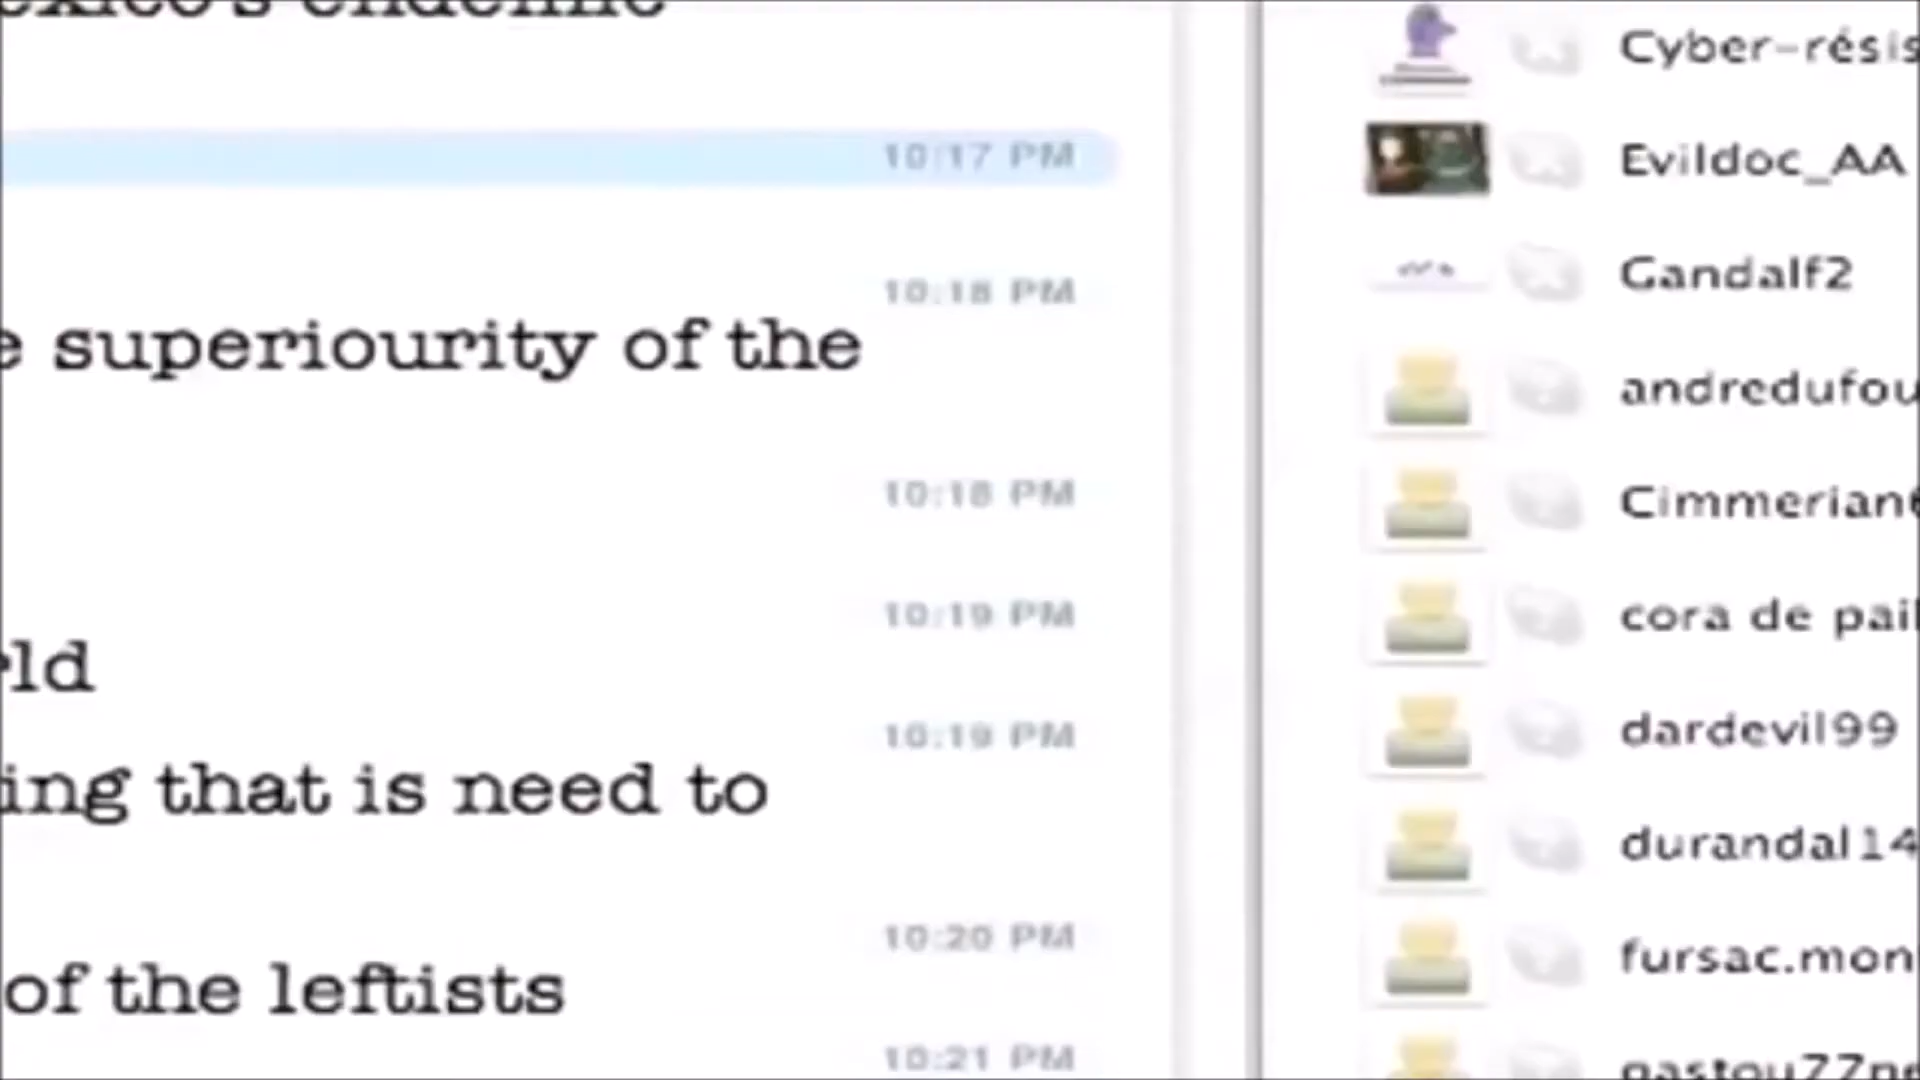 10:17 PM
10:18 PM
superiourity of the
10:18 PM
10:19 PM
10:19 PM
ing that is need to
10:20 PM
of the leftists
10:21 PM
Cyber-résis
Evildoc_AA
Gandalf2
andredufou
Cimmerian
cora de pail
dardevil99
durandal14
fursac.mon